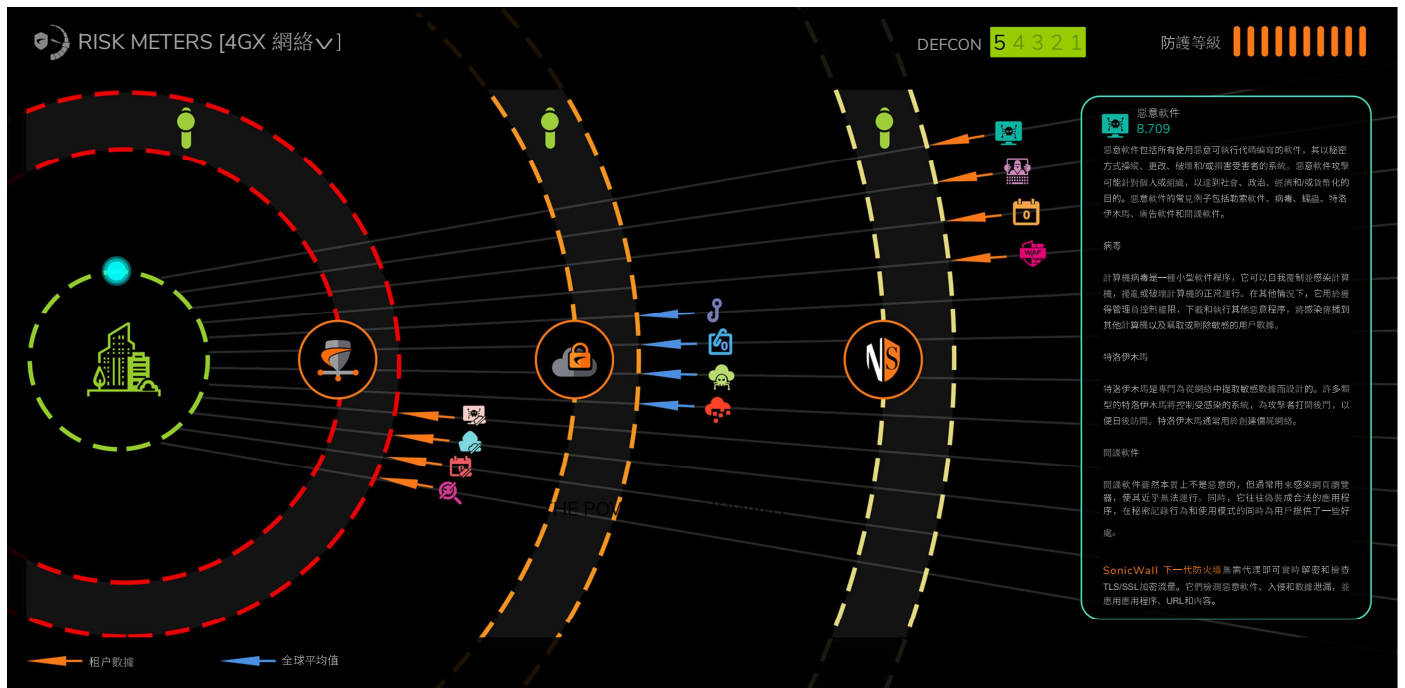 RISK METERS [4GX 網絡]
DEFCON 5 4 3 2 1
防護等級
惡意軟件
8.709
惡意軟件包括所有使用惡意可執行代碼編寫的軟件，其以秘密
方式操縱、更改、破壞和/或損害受害者的系統。惡意軟件攻擊
可能針對個人或組織，以達到社會、政治、經濟和/或貨幣化的
目的。惡意軟件的常見例子包括勒索軟件、病毒、蠕蟲、特洛
伊木馬、廣告軟件和間諜軟件。
病毒
計算機病毒是一種小型軟件程序，它可以自我覆制並感染計算
機，擾亂或破壞計算機的正常運行。在其他情況下，它用於獲
得管理員控制權限，下載和執行其他惡意程序，將感染傳播到
其他計算機以及竊取或刪除敏感的用戶數據。
特洛伊木馬
特洛伊木馬是專門為從網絡中提取敏感數據而設計的。許多類
型的特洛伊木馬將控制受感染的系統，為攻擊者打開後門，以
便日後訪問。特洛伊木馬通常用於創建僵屍網絡。
間諜軟件
間諜軟件雖然本質上不是惡意的，但通常用來感染網頁瀏覽
器，使其近乎無法運行。同時，它往往偽裝成合法的應用程
序，在秘密記錄行為和使用模式的同時為用戶提供了一些好
處。
SonicWall 下一代防火墻無需代理即可實時解密和檢查
TLS/SSL加密流量。它們檢測惡意軟件、入侵和數據泄漏，並
應用應用程序、URL和內容。
0
WAF
0
NS
THE POW
租户數據
全球平均值